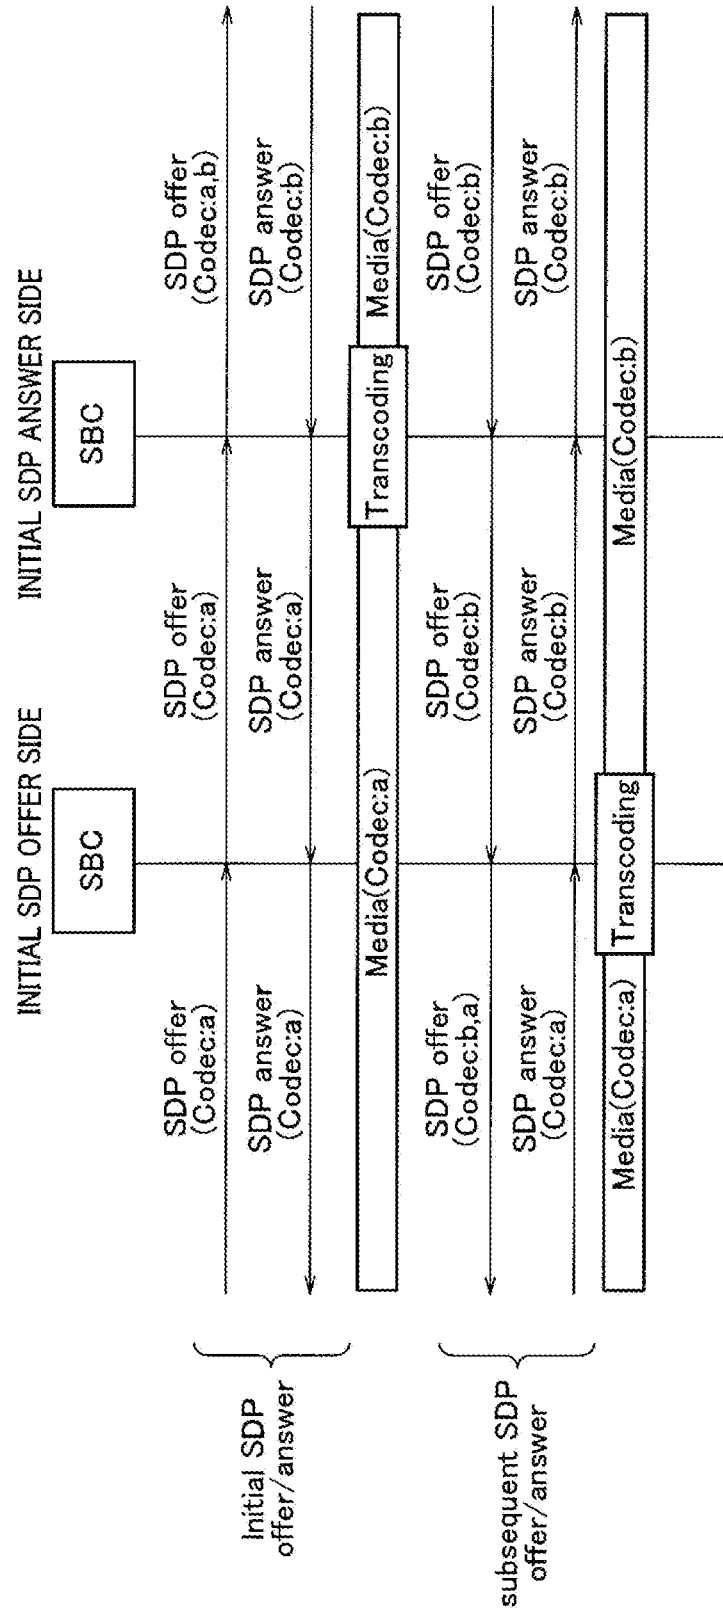 INITIAL SDP OFFER SIDE
INITIAL SDP ANSWER SIDE
SBC
SBC
Initial SDP
offer/answer
SDP offer
(Codec:a)
SDP offer
(Codec:a)
SDP offer
(Codec:a,b)
SDP answer
(Codec:a)
SDP answer
(Codec:a)
SDP answer
(Codec:b)
Media(Codec:a)
Transcoding
Media(Codec:b)
subsequent SDP
offer/answer
SDP offer
(Codec:b,a)
SDP offer
(Codec:b)
SDP offer
(Codec:b)
SDP answer
(Codec:a)
SDP answer
(Codec:b)
SDP answer
(Codec:b)
Media(Codec:a)
Transcoding
Media(Codec:b)